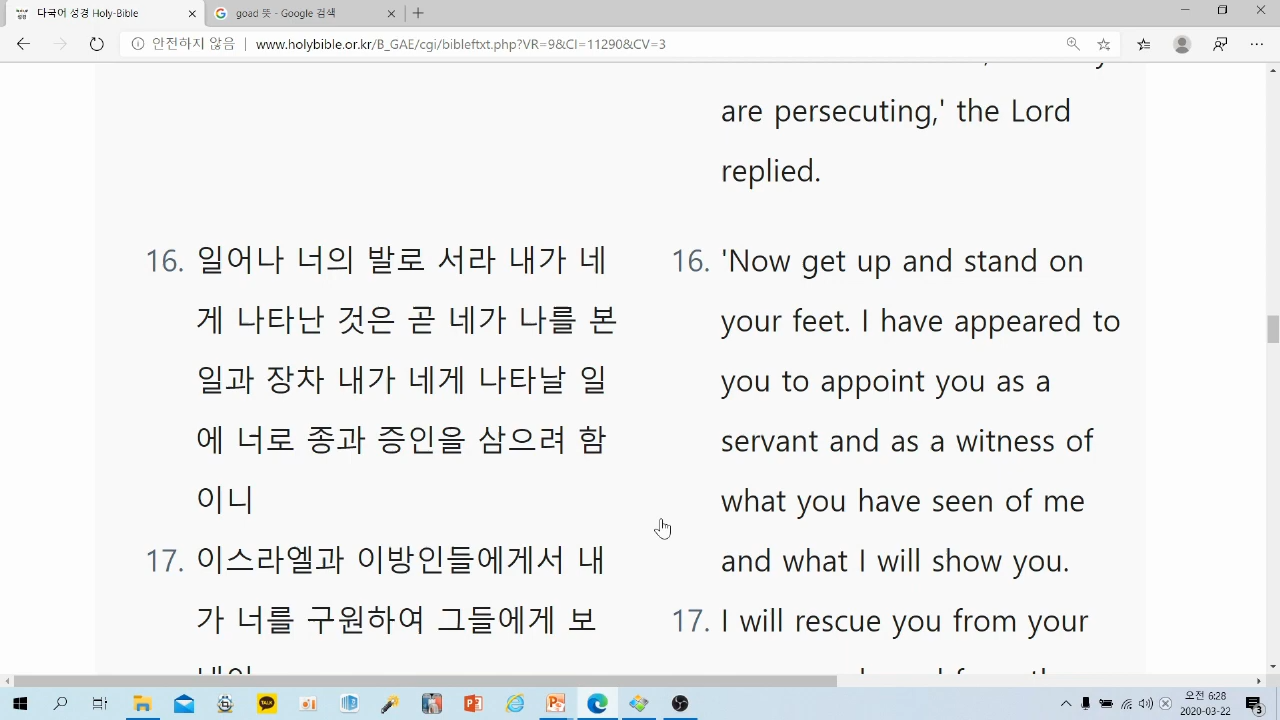 다국어 성경 Holy-Bible
goad 뜻 - Google 검색
안전하지 않음 | www.holybible.or.kr/B_GAE/cgi/bibleftxt.php?VR=9&CI=11290&CV=3
are persecuting,' the Lord
replied.
16. 일어나 너의 발로 서라 내가 네
게 나타난 것은 곧 네가 나를 본
일과 장차 내가 네게 나타날 일
에 너로 종과 증인을 삼으려 함
이니
17. 이스라엘과 이방인들에게서 내
가 너를 구원하여 그들에게 보
16. 'Now get up and stand on
your feet. I have appeared to
you to appoint you as a
servant and as a witness of
what you have seen of me
and what I will show you.
17. I will rescue you from your
TALK
오전 6:28
2020-03-22
3